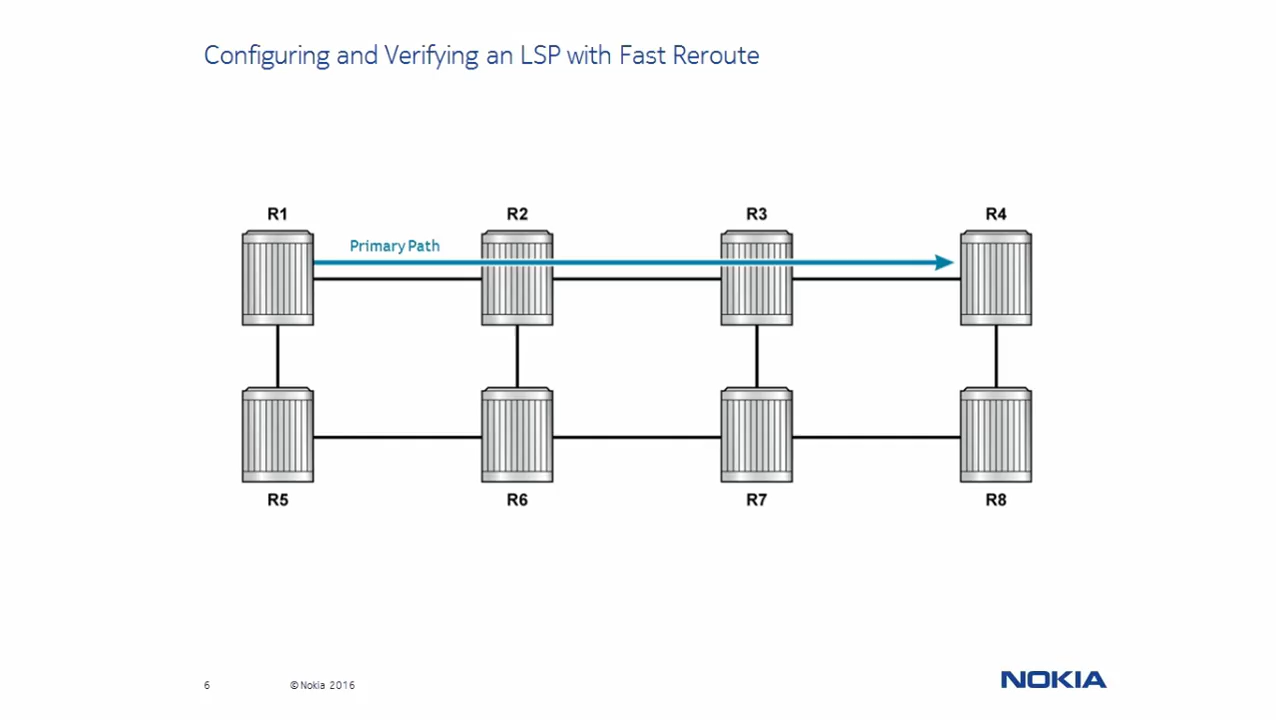 Configuring and Verifying an LSP with Fast Reroute
R1
R2
R3
R4
Primary Path
R5
R6
R7
R8
6
© Nokia 2016
NOKIA